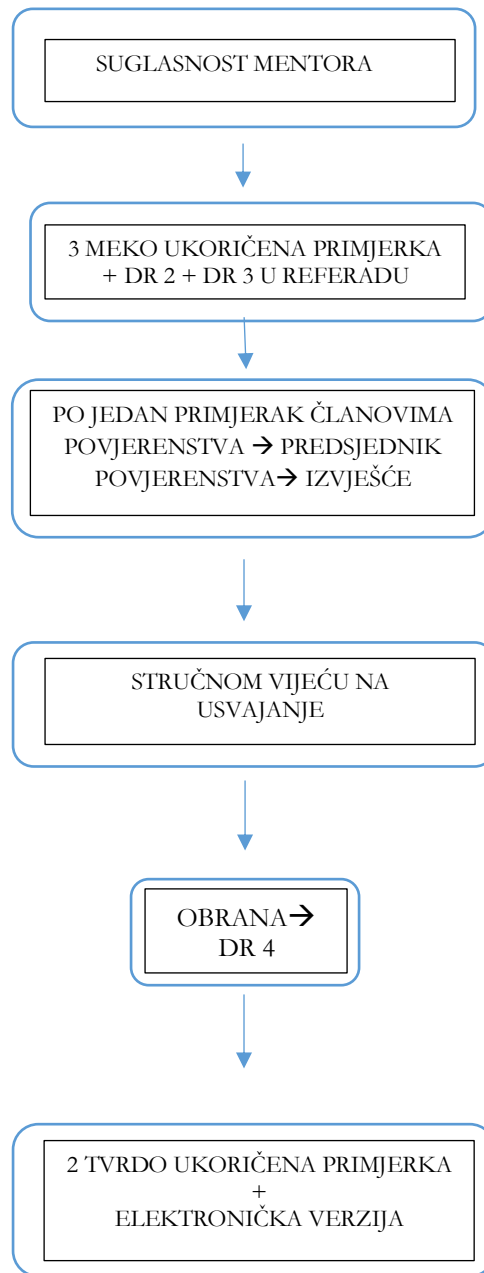 SUGLASNOST MENTORA
3 MEKO UKORIČENA PRIMJERKA
+ DR 2 + DR 3 U REFERADU
PO JEDAN PRIMJERAK ČLANOVIMA
POVJERENSTVA → PREDSJEDNIK
POVJERENSTVA→ IZVJEŠĆE
STRUČNOM VIJEĆU NA
USVAJANJE
OBRANA→
DR 4
2 TVRDO UKORIČENA PRIMJERKA
+
ELEKTRONIČKA VERZIJA